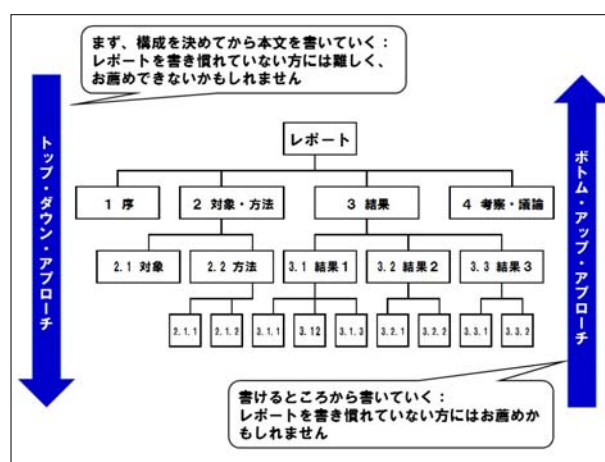 まず、構成を決めてから本文を書いていく：
レポートを書き慣れていない方には難しく、
お薦めできないかもしれません
トップ・ダウン・アプローチ
ボトム・アップ・アプローチ
レポート
1 序
2 対象・方法
3 結果
4 考察・議論
2.1 対象
2.2 方法
3.1 結果1
3.2 結果2
3.3 結果3
2.1.1
2.1.2
3.1.1
3.12
3.1.3
3.2.1
3.2.2
3.3.1
3.3.2
書けるところから書いていく：
レポートを書き慣れていない方にはお薦めか
もしれません